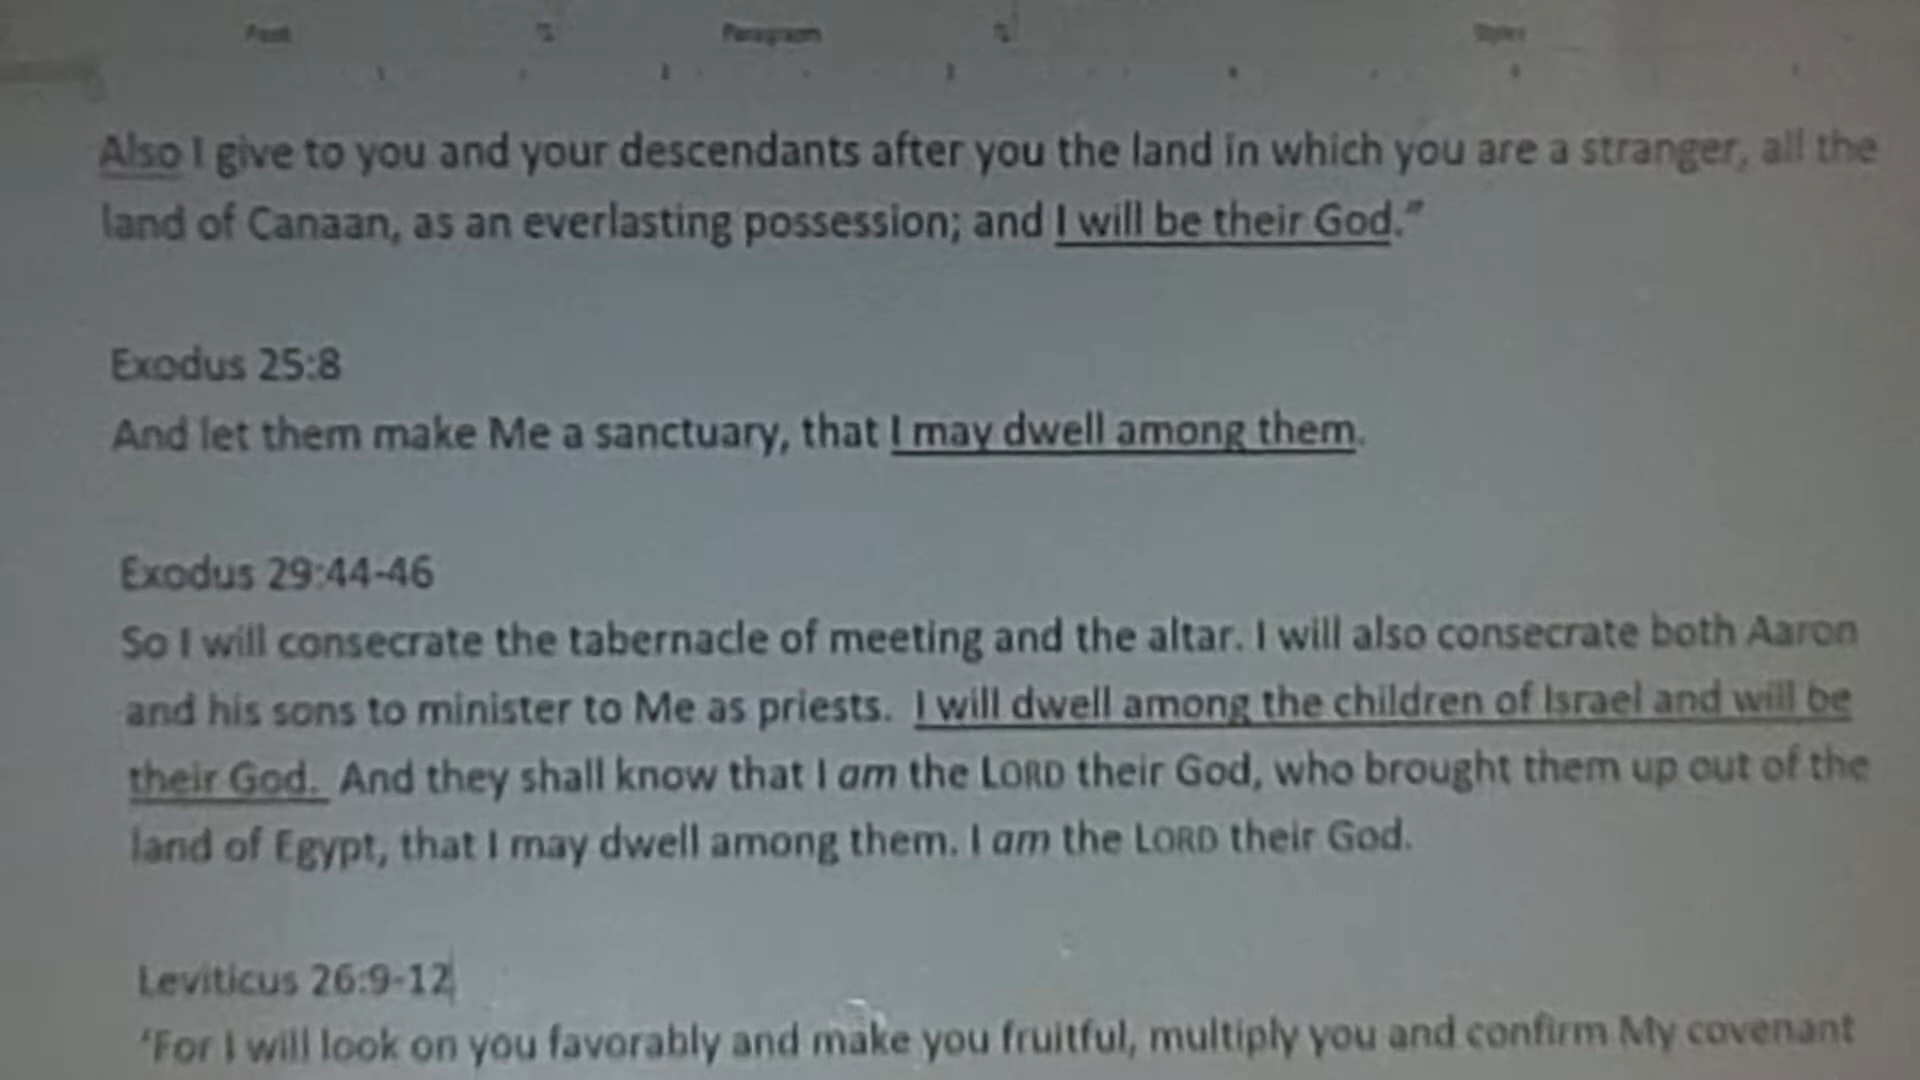 Font Paragraph Styles
Also I give to you and your descendants after you the land in which you are a stranger, all the
land of Canaan, as an everlasting possession; and I will be their God.”
Exodus 25:8
And let them make Me a sanctuary, that I may dwell among them.
Exodus 29:44-46
So I will consecrate the tabernacle of meeting and the altar. I will also consecrate both Aaron
and his sons to minister to Me as priests. I will dwell among the children of Israel and will be
their God. And they shall know that I am the LORD their God, who brought them up out of the
land of Egypt, that I may dwell among them. I am the LORD their God.
Leviticus 26:9-12
‘For I will look on you favorably and make you fruitful, multiply you and confirm My covenant